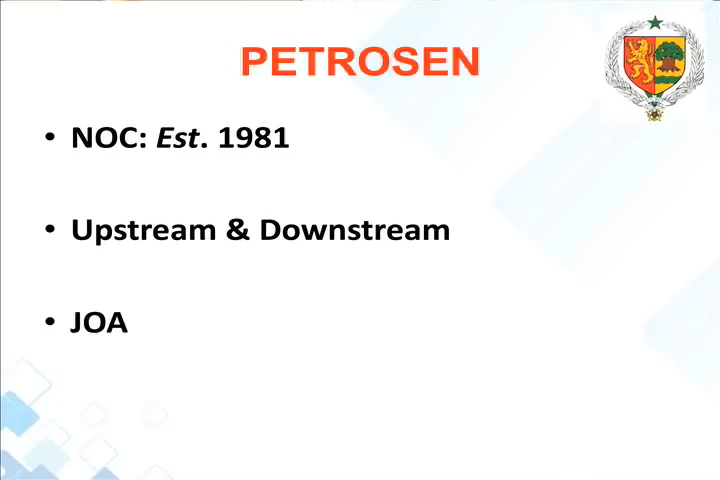 PETROSEN
• NOC: Est. 1981
• Upstream & Downstream
• JOA